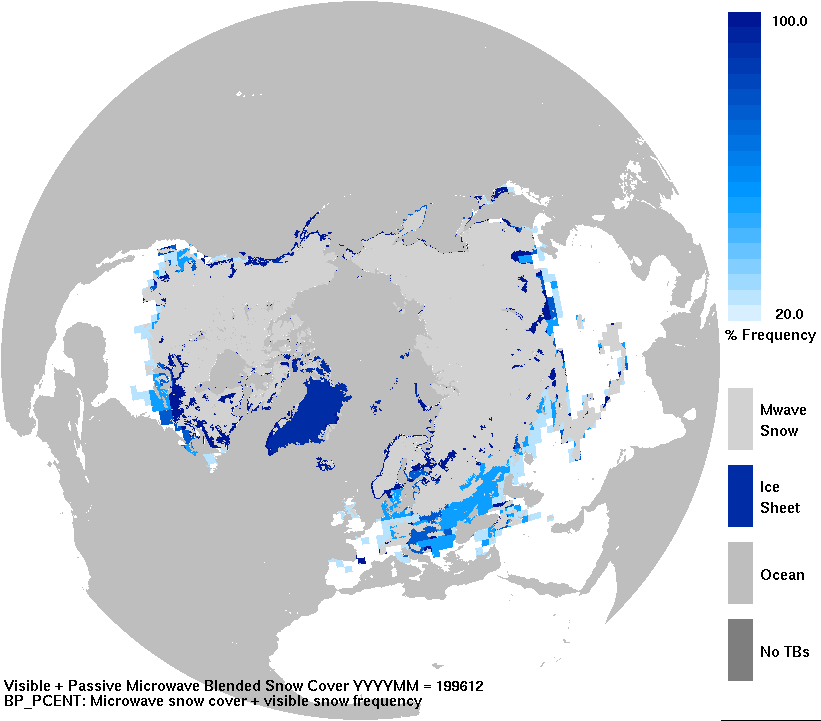 100.0
20.0
% Frequency
Mwave
Snow
Ice
Sheet
Ocean
No TBs
Visible + Passive Microwave Blended Snow Cover YYYYMM = 199612
BP_PCENT: Microwave snow cover + visible snow frequency